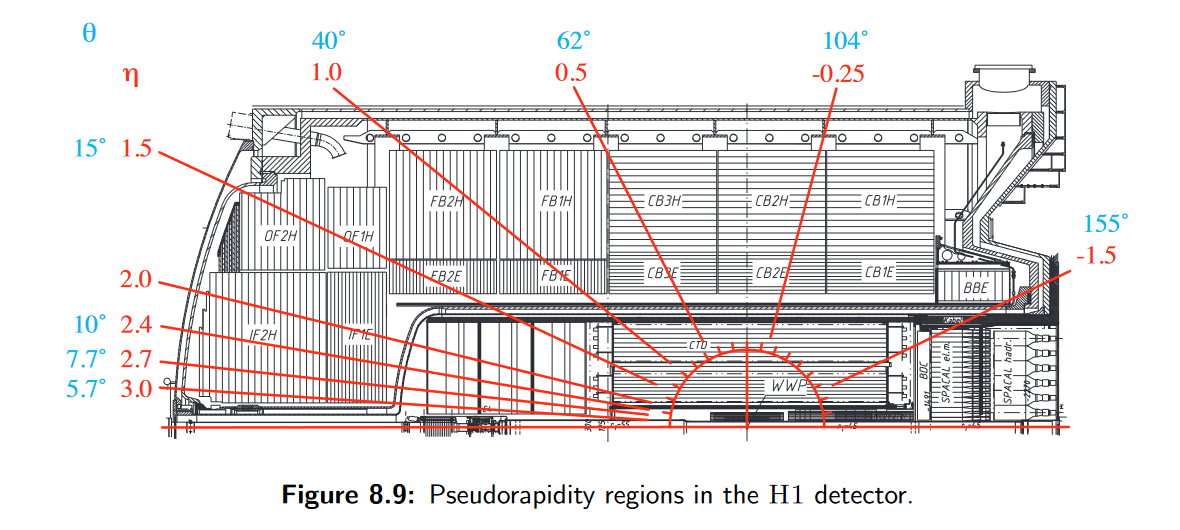 θ 40° 62° 104°
η 1.0 0.5 -0.25
15° 1.5
FB2H FB1H CB3H CB2H CB1H
OF2H OF1H
155°
-1.5
FB2E FB1E CB3E CB2E CB1E
BBE
2.0
10° 2.4
IF2H IF1E
CTD
7.7° 2.7
5.7° 3.0
WWP
BDC
SPACAL elm.
SPACAL hadr.
Figure 8.9: Pseudorapidity regions in the H1 detector.